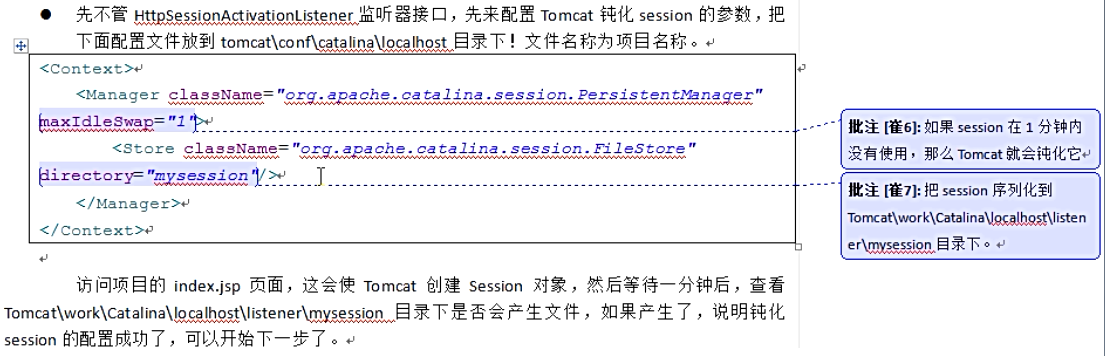 ● 先不管 HttpSessionActivationListener 监听器接口，先来配置 Tomcat 钝化 session 的参数，把
下面配置文件放到 tomcat\conf\catalina\localhost 目录下！文件名称为项目名称。
<Context>
<Manager className="org.apache.catalina.session.PersistentManager"
maxIdleSwap="1">
<Store className="org.apache.catalina.session.FileStore"
directory="mysession"/>
</Manager>
</Context>
批注 [崔6]: 如果 session 在 1 分钟内
没有使用，那么 Tomcat 就会钝化它
批注 [崔7]: 把 session 序列化到
Tomcat\work\Catalina\localhost\listen
er\mysession 目录下。
访问项目的 index.jsp 页面，这会使 Tomcat 创建 Session 对象，然后等待一分钟后，查看
Tomcat\work\Catalina\localhost\listener\mysession 目录下是否会产生文件，如果产生了，说明钝化
session 的配置成功了，可以开始下一步了。